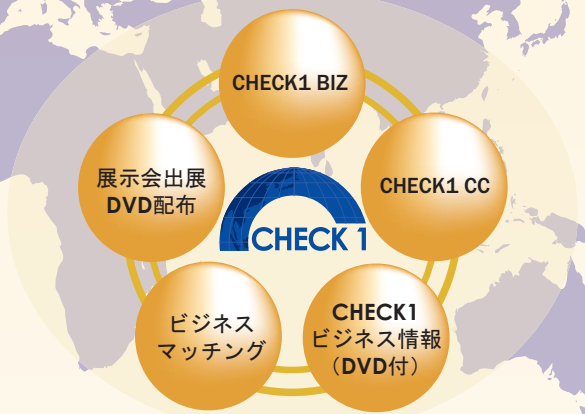 CHECK1 BIZ
展示会出展
DVD配布
CHECK1 CC
CHECK 1
ビジネス
マッチング
CHECK1
ビジネス情報
（DVD付）